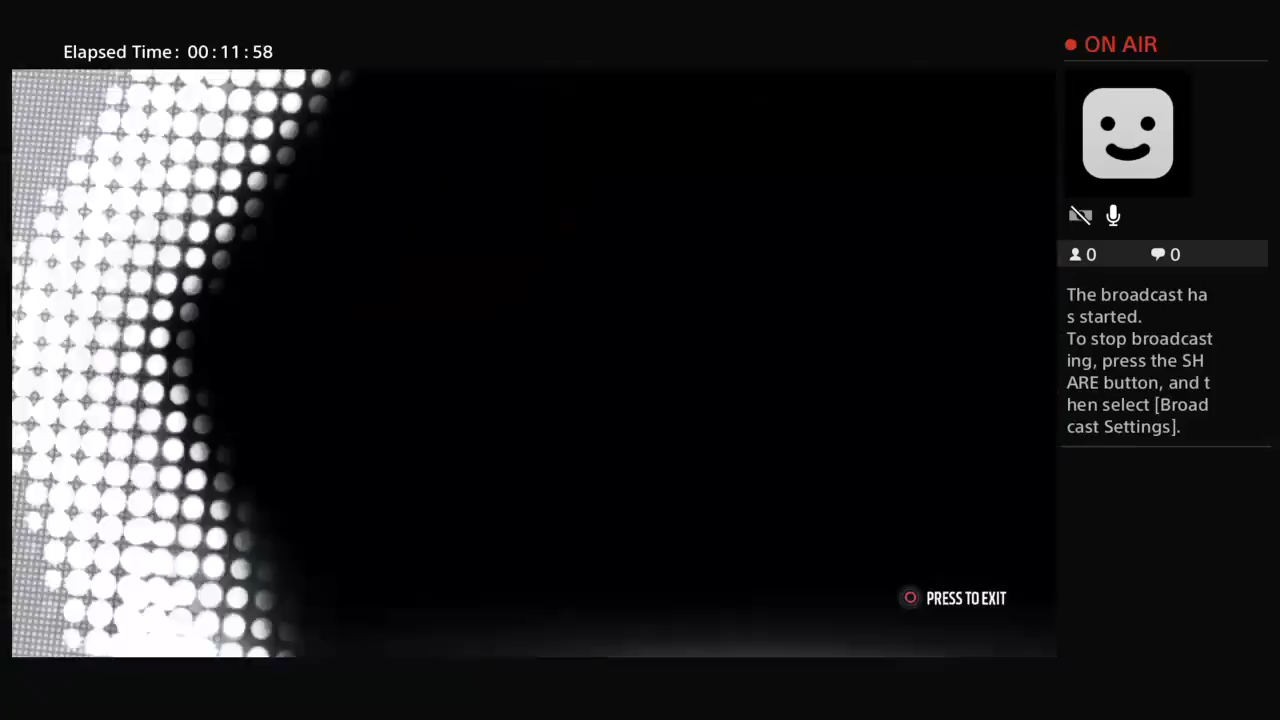 Elapsed Time: 00:11:58
ON AIR
0 0
The broadcast ha
s started.
To stop broadcast
ing, press the SH
ARE button, and t
hen select [Broad
cast Settings].
PRESS TO EXIT